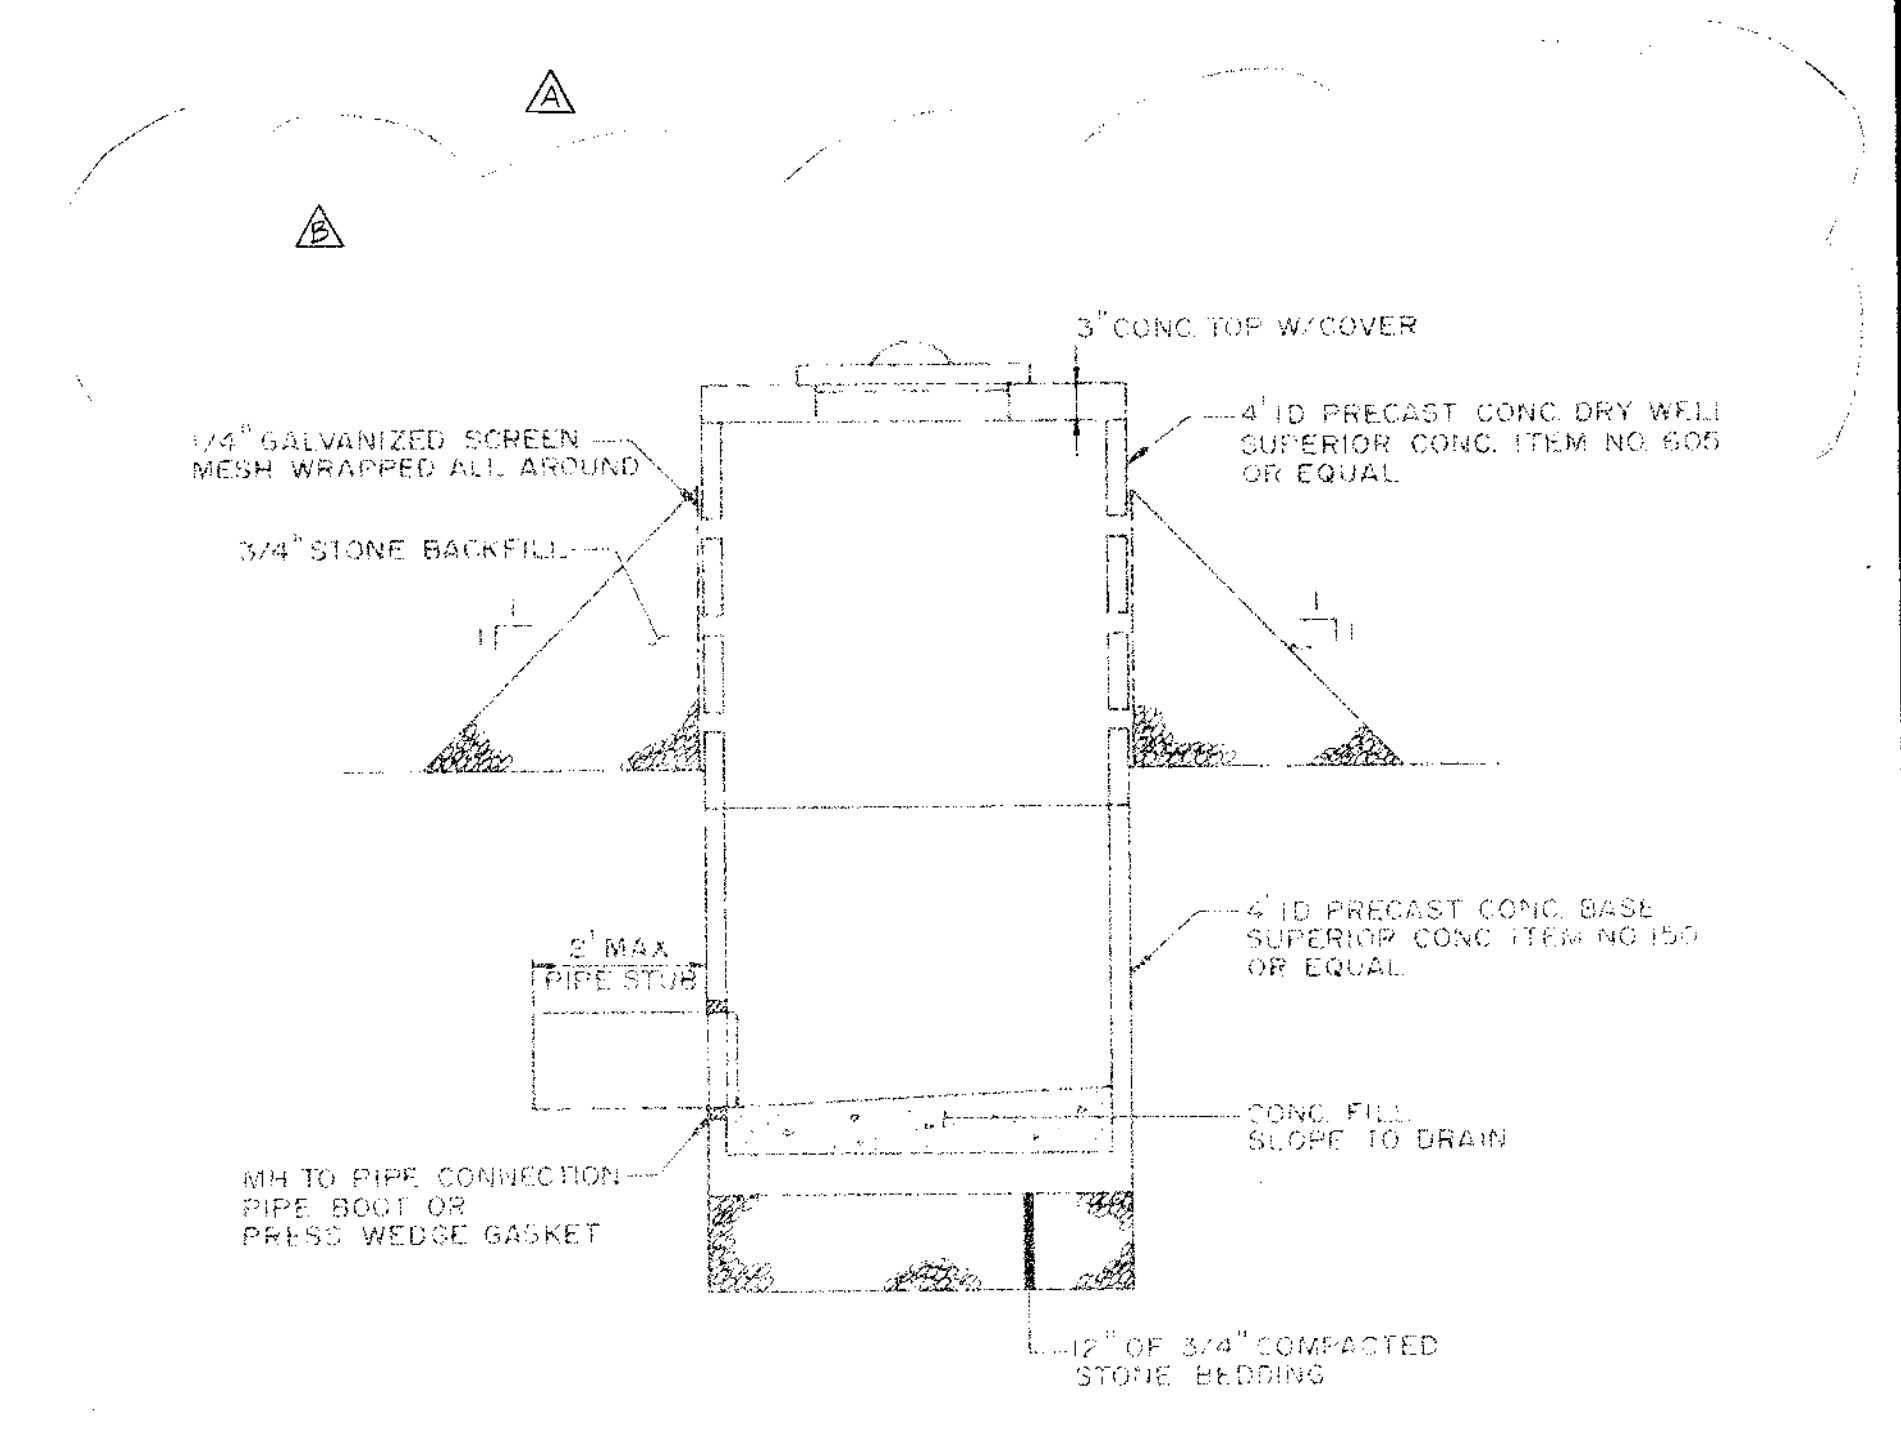 A
B
3" CONC. TOP W/COVER
1/4" GALVANIZED SCREEN
MESH WRAPPED ALL AROUND
4' ID PRECAST CONC. DRY WELL
SUPERIOR CONC. ITEM NO. 605
OR EQUAL
3/4" STONE BACKFILL
1
1
1
1
4' ID PRECAST CONC. BASE
SUPERIOR CONC ITEM NO 150
OR EQUAL
2' MAX
PIPE STUB
CONC. FILL
SLOPE TO DRAIN
MH TO PIPE CONNECTION
PIPE BOOT OR
PRESS WEDGE GASKET
12" OF 3/4" COMPACTED
STONE BEDDING